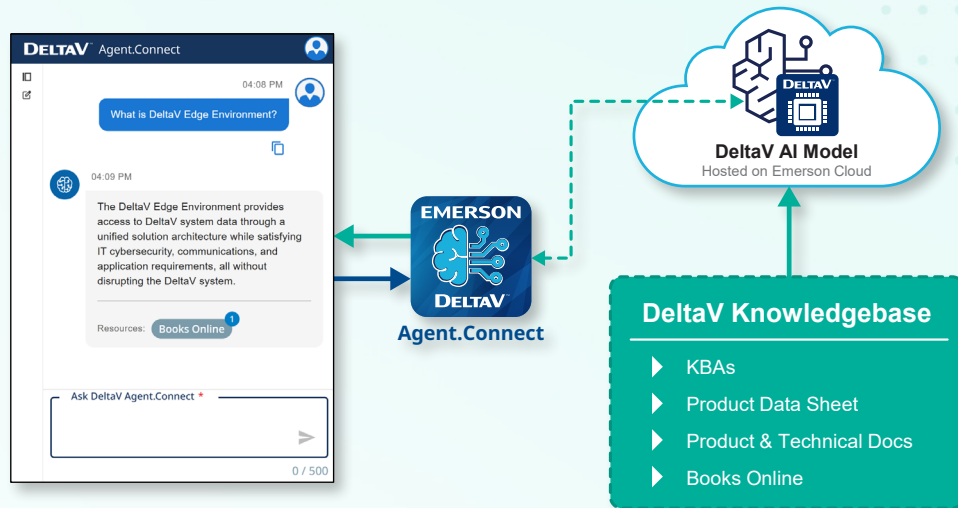 DELTAV™ Agent.Connect
04:08 PM
What is DeltaV Edge Environment?
04:09 PM
The DeltaV Edge Environment provides
access to DeltaV system data through a
unified solution architecture while satisfying
IT cybersecurity, communications, and
application requirements, all without
disrupting the DeltaV system.
Resources: Books Online 1
Ask DeltaV Agent.Connect *
0 / 500
EMERSON
DELTAV
Agent.Connect
DELTAV
DeltaV AI Model
Hosted on Emerson Cloud
DeltaV Knowledgebase
KBAs
Product Data Sheet
Product & Technical Docs
Books Online